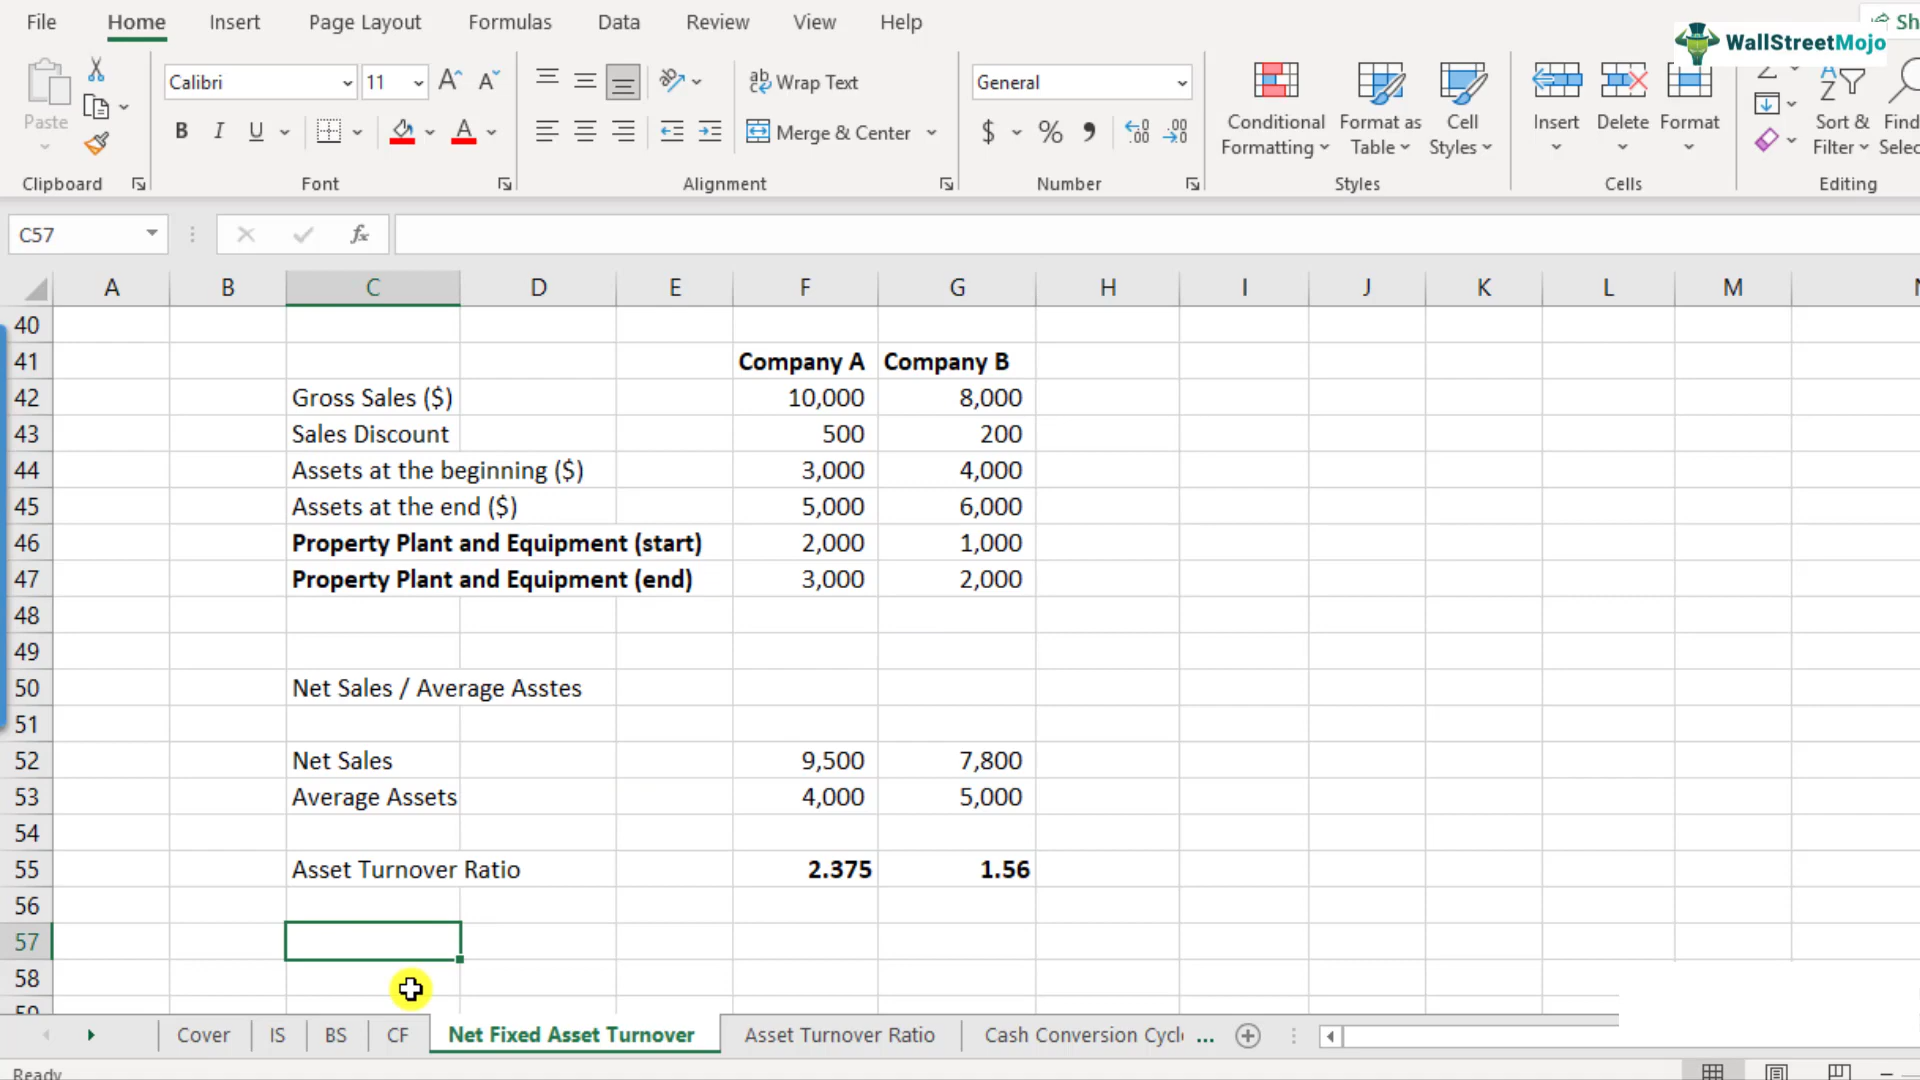 File Home Insert Page Layout Formulas Data Review View Help Sh
WallStreetMojo
Calibri 11 Wrap Text General
Paste
B I U Merge & Center $ %
Conditional Formatting Format as Table Cell Styles Insert Delete Format Sort & Filter Find
Clipboard Font Alignment Number Styles Cells Editing
C57 fx
A B C D E F G H I J K L M
40
41 Company A Company B
42 Gross Sales ($) 10,000 8,000
43 Sales Discount 500 200
44 Assets at the beginning ($) 3,000 4,000
45 Assets at the end ($) 5,000 6,000
46 Property Plant and Equipment (start) 2,000 1,000
47 Property Plant and Equipment (end) 3,000 2,000
48
49
50 Net Sales / Average Asstes
51
52 Net Sales 9,500 7,800
53 Average Assets 4,000 5,000
54
55 Asset Turnover Ratio 2.375 1.56
56
57
58
Cover IS BS CF Net Fixed Asset Turnover Asset Turnover Ratio Cash Conversion Cycl ...
Ready